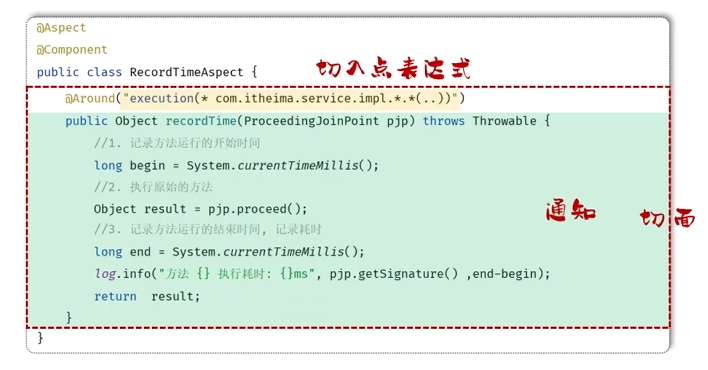 @Aspect
@Component
public class RecordTimeAspect {
切入点表达式
@Around("execution(* com.itheima.service.impl.*.*(..))")
public Object recordTime(ProceedingJoinPoint pjp) throws Throwable {
//1. 记录方法运行的开始时间
long begin = System.currentTimeMillis();
//2. 执行原始的方法
Object result = pjp.proceed();
通知
切面
//3. 记录方法运行的结束时间, 记录耗时
long end = System.currentTimeMillis();
log.info("方法 {} 执行耗时: {}ms", pjp.getSignature() ,end-begin);
return result;
}
}